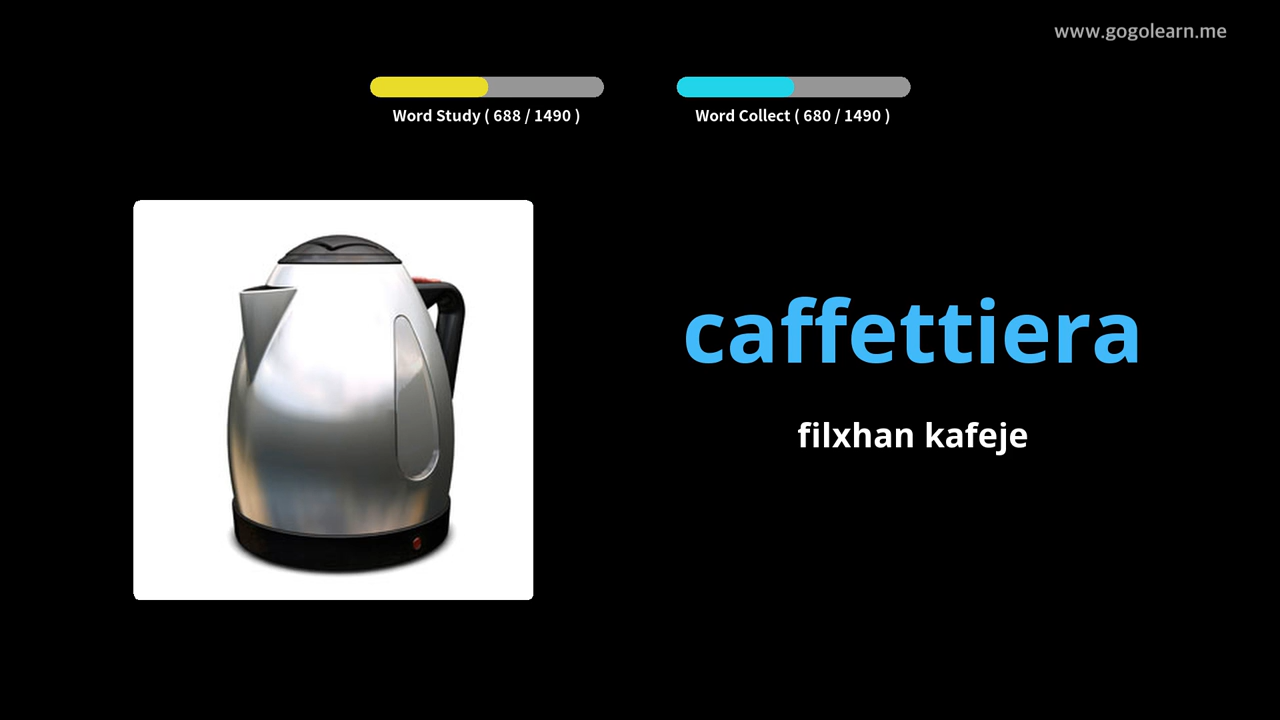 www.gogolearn.me
Word Study ( 688 / 1490 )
Word Collect ( 680 / 1490 )
caffettiera
filxhan kafeje